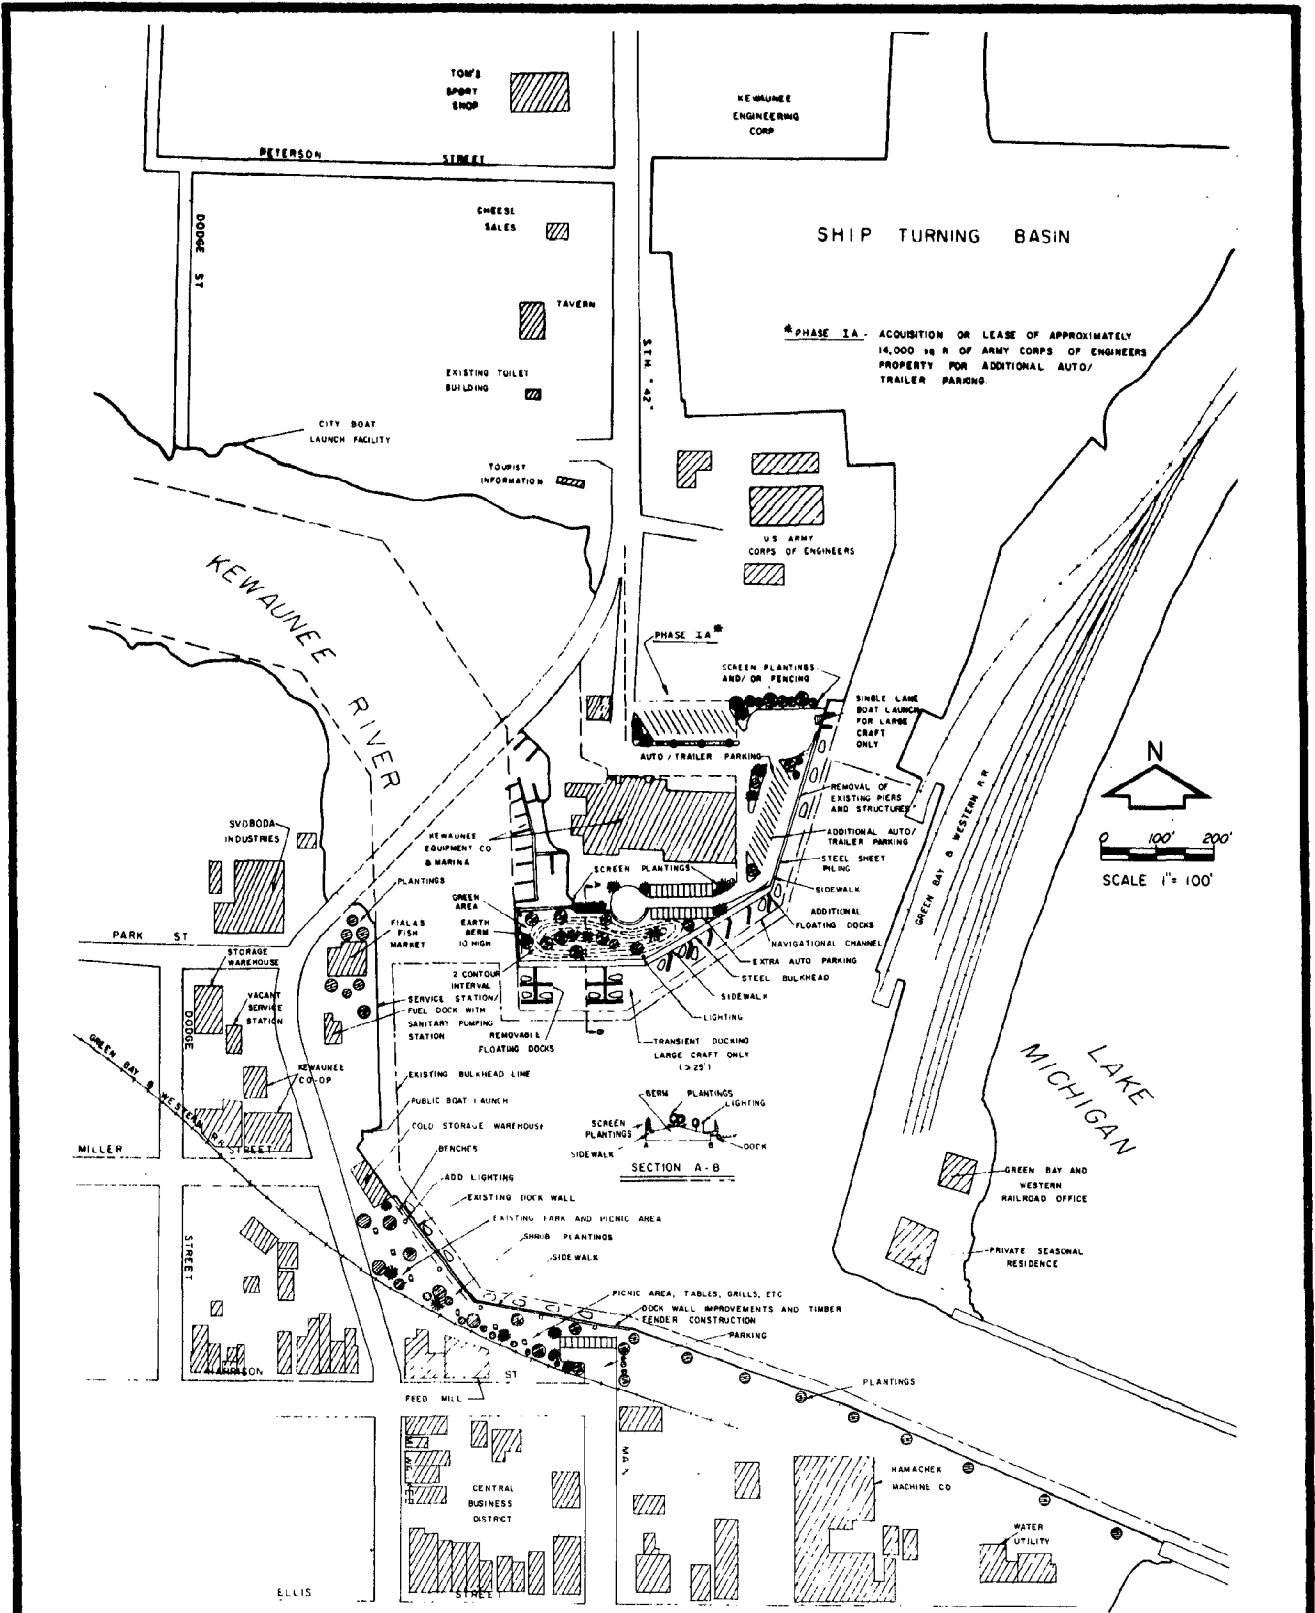 TOM'S
SPORT
SHOP
KEWAUNEE
ENGINEERING
CORP
PETERSON STREET
DODGE ST
CHEESE
SALES
SHIP TURNING BASIN
TAVERN
S.T.H. "42"
*PHASE IA - ACQUISITION OR LEASE OF APPROXIMATELY
14,000 sq ft OF ARMY CORPS OF ENGINEERS
PROPERTY FOR ADDITIONAL AUTO/
TRAILER PARKING.
EXISTING TOILET
BUILDING
CITY BOAT
LAUNCH FACILITY
TOURIST
INFORMATION
U S ARMY
CORPS OF ENGINEERS
KEWAUNEE RIVER
PHASE IA*
SCREEN PLANTINGS
AND/OR FENCING
SINGLE LANE
BOAT LAUNCH
FOR LARGE
CRAFT
ONLY
AUTO / TRAILER PARKING
N
REMOVAL OF
EXISTING PIERS
AND STRUCTURES
GREEN BAY & WESTERN R.R
0 100' 200'
SCALE 1"= 100'
SVOBODA
INDUSTRIES
KEWAUNEE
EQUIPMENT CO
& MARINA
ADDITIONAL AUTO/
TRAILER PARKING
STEEL SHEET
PILING
SCREEN PLANTINGS
PLANTINGS
SIDEWALK
GREEN
AREA
ADDITIONAL
FLOATING DOCKS
FIALAS
FISH
MARKET
EARTH
BERM
10 HIGH
PARK ST
NAVIGATIONAL CHANNEL
STORAGE
WAREHOUSE
EXTRA AUTO PARKING
2 CONTOUR
INTERVAL
STEEL BULKHEAD
VACANT
SERVICE
STATION
SERVICE STATION/
FUEL DOCK WITH
SANITARY PUMPING
STATION
SIDEWALK
LIGHTING
DODGE
REMOVABLE
FLOATING DOCKS
TRANSIENT DOCKING
LARGE CRAFT ONLY
(>25')
GREEN BAY & WESTERN RR
KEWAUNEE
CO-OP
EXISTING BULKHEAD LINE
LAKE
MICHIGAN
PUBLIC BOAT LAUNCH
BERM PLANTINGS
LIGHTING
SCREEN
PLANTINGS
SIDEWALK
A B
DOCK
SECTION A-B
COLD STORAGE WAREHOUSE
MILLER STREET
BENCHES
ADD LIGHTING
EXISTING DOCK WALL
GREEN BAY AND
WESTERN
RAILROAD OFFICE
EXISTING PARK AND PICNIC AREA
SHRUB PLANTINGS
SIDEWALK
STREET
PRIVATE SEASONAL
RESIDENCE
PICNIC AREA, TABLES, GRILLS, ETC
DOCK WALL IMPROVEMENTS AND TIMBER
FENDER CONSTRUCTION
PARKING
HARRISON ST
FEED MILL
PLANTINGS
MAIN
CENTRAL
BUSINESS
DISTRICT
HAMACHEK
MACHINE CO
WATER
UTILITY
ELLIS STREET